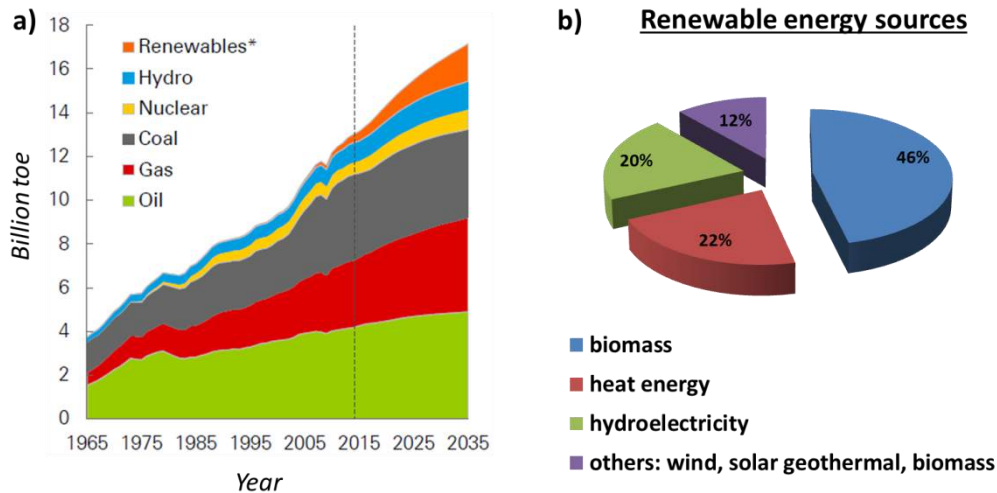 a)
18
16
14
12
10
8
6
4
2
0
Billion toe
Renewables*
Hydro
Nuclear
Coal
Gas
Oil
1965 1975 1985 1995 2005 2015 2025 2035
Year
b) Renewable energy sources
12%
46%
20%
22%
biomass
heat energy
hydroelectricity
others: wind, solar geothermal, biomass